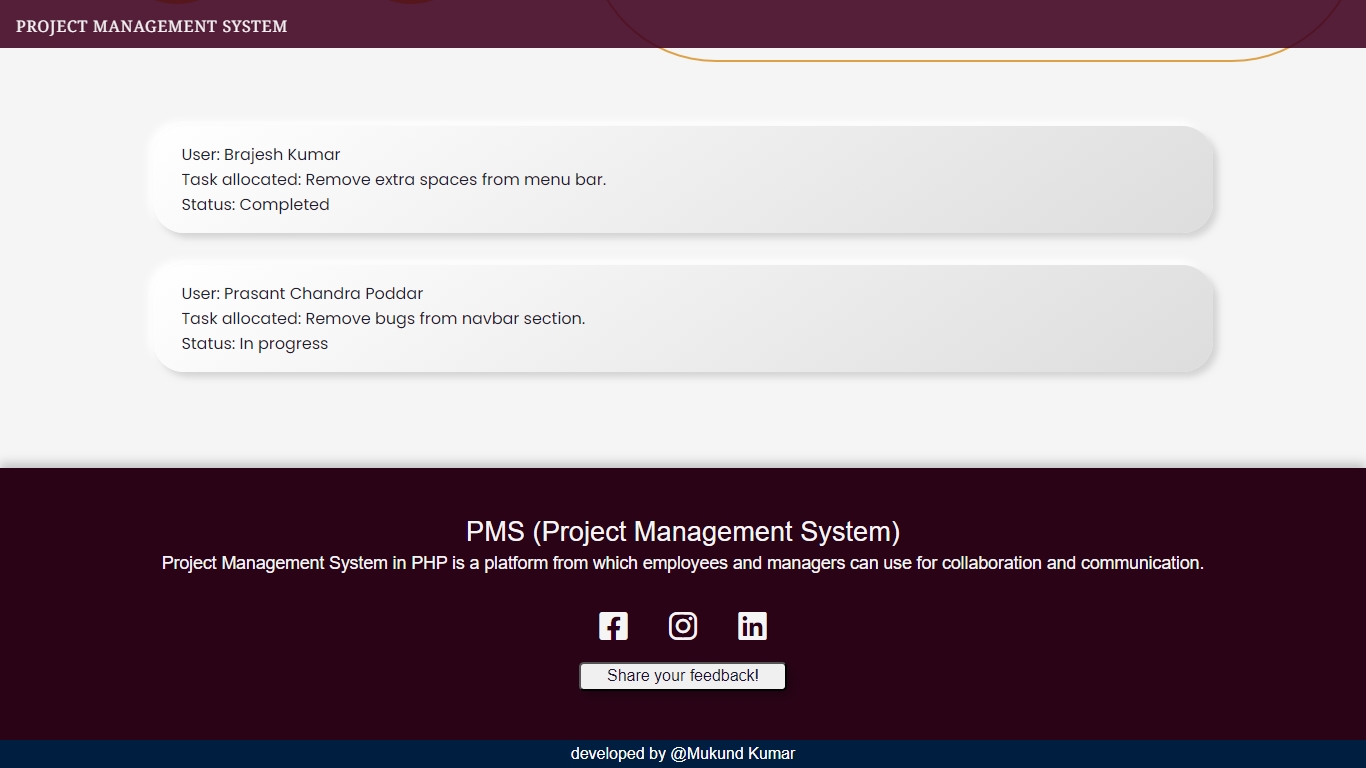 PROJECT MANAGEMENT SYSTEM
User: Brajesh Kumar
Task allocated: Remove extra spaces from menu bar.
Status: Completed
User: Prasant Chandra Poddar
Task allocated: Remove bugs from navbar section.
Status: In progress
PMS (Project Management System)
Project Management System in PHP is a platform from which employees and managers can use for collaboration and communication.
Share your feedback!
developed by @Mukund Kumar